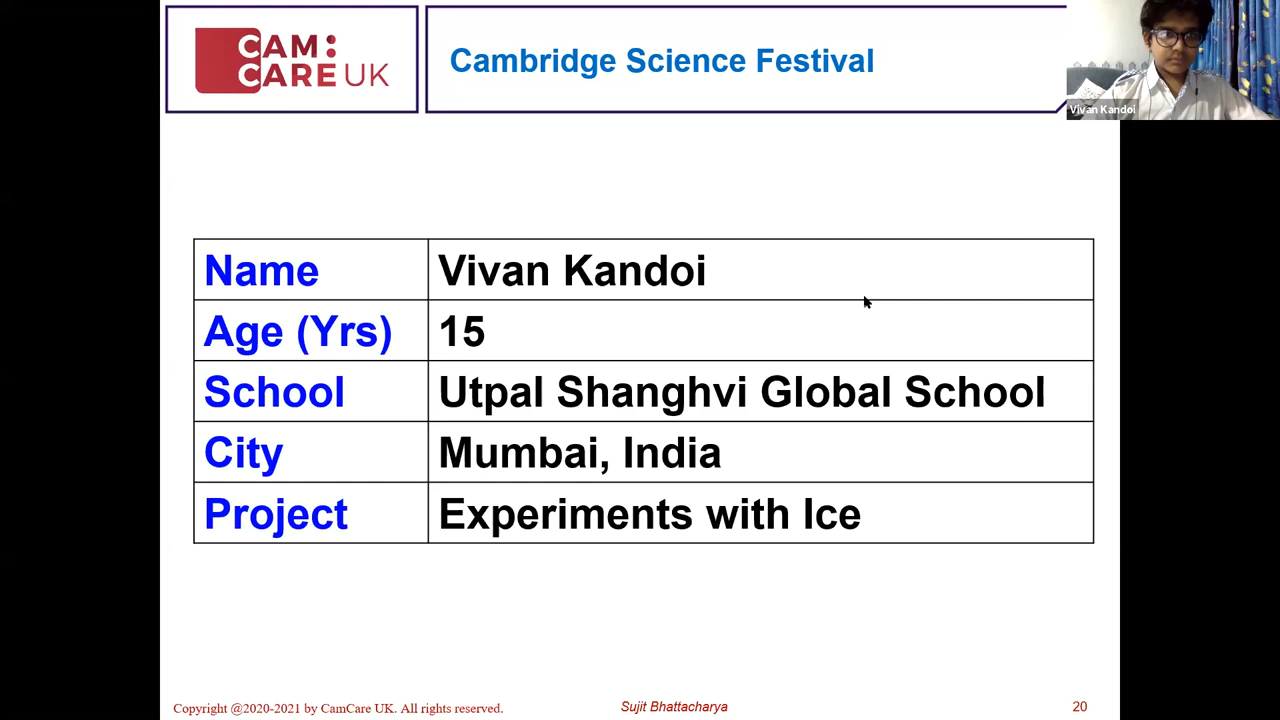 CAM:
CARE UK
Cambridge Science Festival
Vivan Kandoi
Name Vivan Kandoi
Age (Yrs) 15
School Utpal Shanghvi Global School
City Mumbai, India
Project Experiments with Ice
Copyright @2020-2021 by CamCare UK. All rights reserved. Sujit Bhattacharya 20